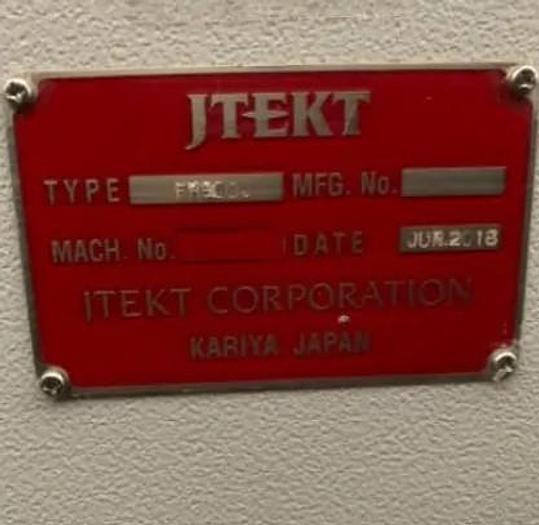 JTEKT
TYPE MFG. No.
MACH. No. DATE JUN.2018
JTEKT CORPORATION
KARIYA JAPAN